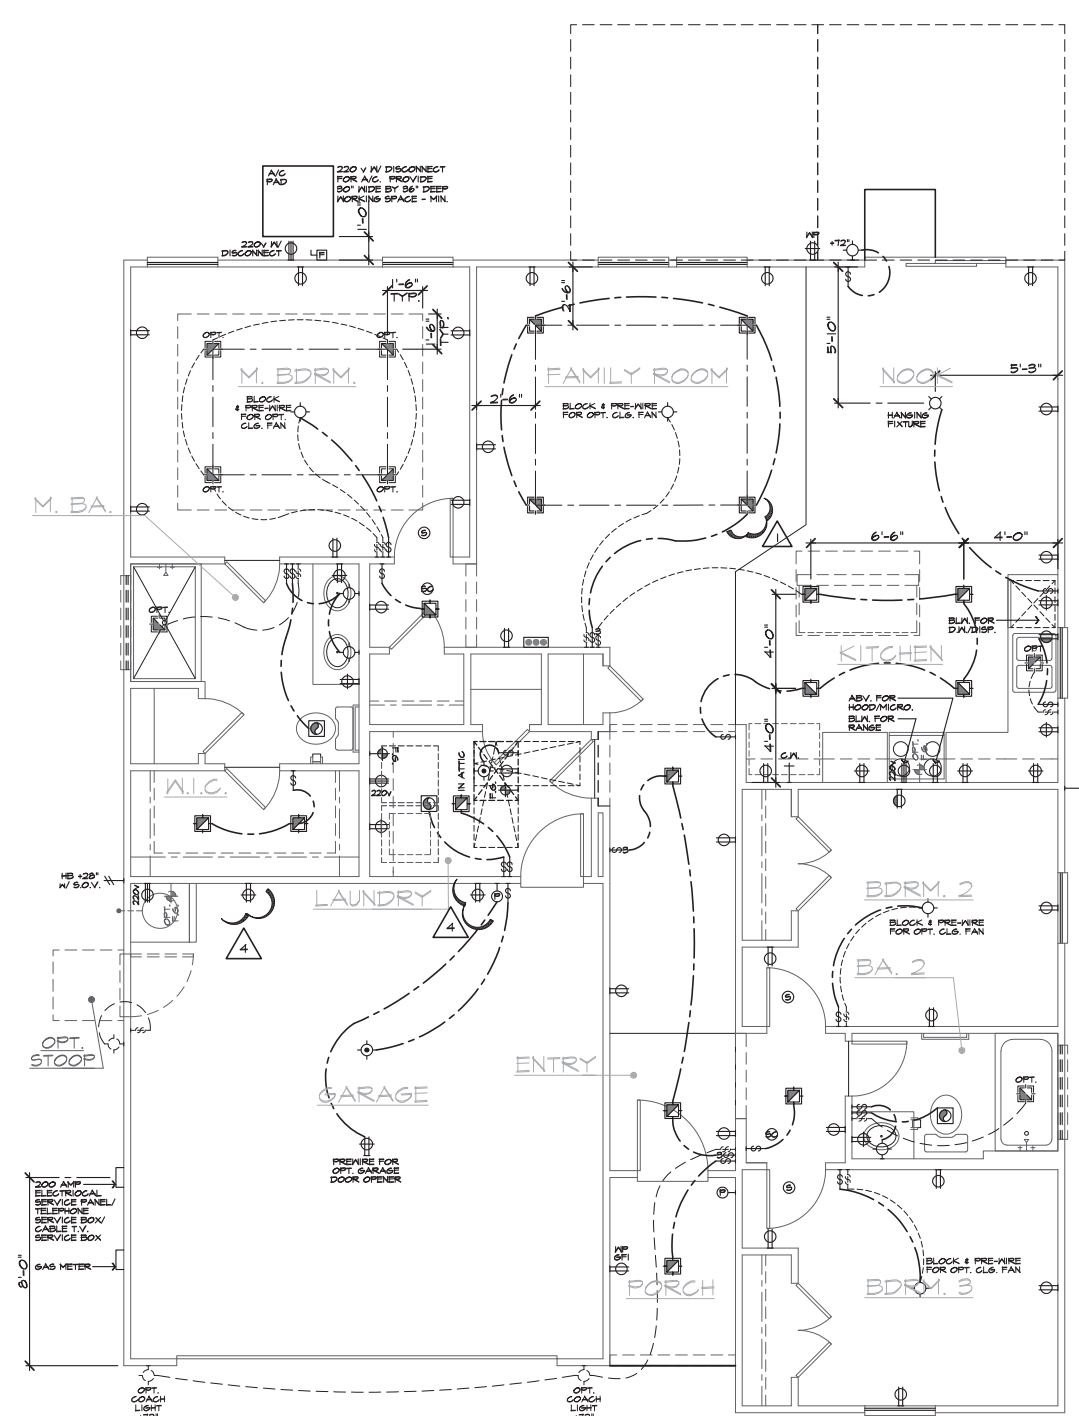 A/C
PAD
220 v W/ DISCONNECT
FOR A/C. PROVIDE
30" WIDE BY 36" DEEP
WORKING SPACE - MIN.
1'-0"
220v W/
DISCONNECT
F
WP
+72"
1'-6"
TYP.
1'-6"
TYP.
2'-6"
5'-10"
OPT.
OPT.
M. BDRM.
FAMILY ROOM
NOOK
5'-3"
BLOCK
& PRE-WIRE
FOR OPT.
CLG. FAN
2'-6"
BLOCK & PRE-WIRE
FOR OPT. CLG. FAN
HANGING
FIXTURE
OPT.
OPT.
M. BA.
S
1
6'-6"
4'-0"
OPT.
BLW. FOR
D.W./DISP.
4'-0"
KITCHEN
OPT
ABV. FOR
HOOD/MICRO.
BLW. FOR
RANGE
4'-0"
C.W.
220v
OPT.
F.G.
220v
IN ATTIC
F.G.
W.I.C.
HB +28"
W/ S.O.V.
220v
OPT.
F.G.
LAUNDRY
P
4
4
BDRM. 2
BLOCK & PRE-WIRE
FOR OPT. CLG. FAN
BA. 2
S
OPT.
STOOP
ENTRY
GARAGE
OPT.
PREWIRE FOR
OPT. GARAGE
DOOR OPENER
200 AMP
ELECTRIOCAL
SERVICE PANEL/
TELEPHONE
SERVICE BOX/
CABLE T.V.
SERVICE BOX
GAS METER
8'-0"
S
P
WP
GFI
PORCH
BLOCK & PRE-WIRE
FOR OPT. CLG. FAN
BDRM. 3
OPT.
COACH
LIGHT
OPT.
COACH
LIGHT